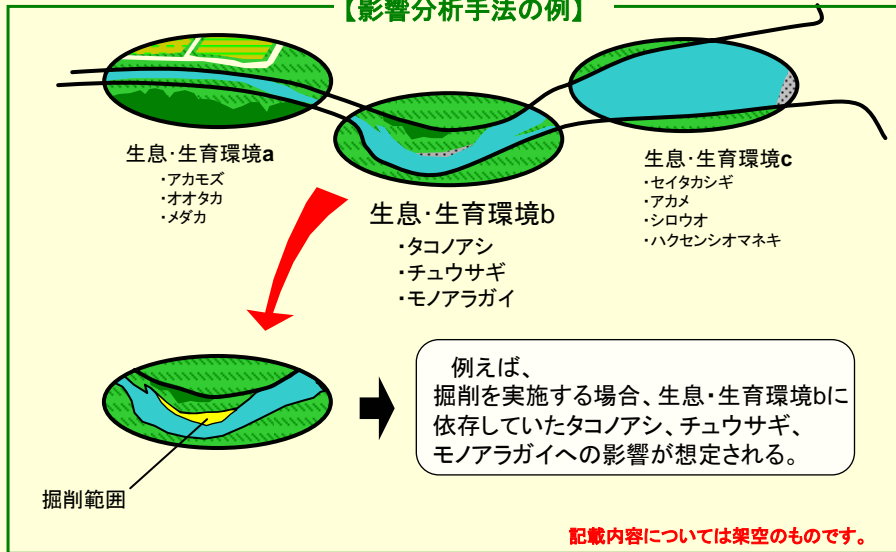 【影響分析手法の例】
生息・生育環境a
・アカモズ
・オオタカ
・メダカ
生息・生育環境b
・タコノアシ
・チュウサギ
・モノアラガイ
生息・生育環境c
・セイタカシギ
・アカメ
・シロウオ
・ハクセンシオマネキ
掘削範囲
例えば、
掘削を実施する場合、生息・生育環境bに
依存していたタコノアシ、チュウサギ、
モノアラガイへの影響が想定される。
記載内容については架空のものです。